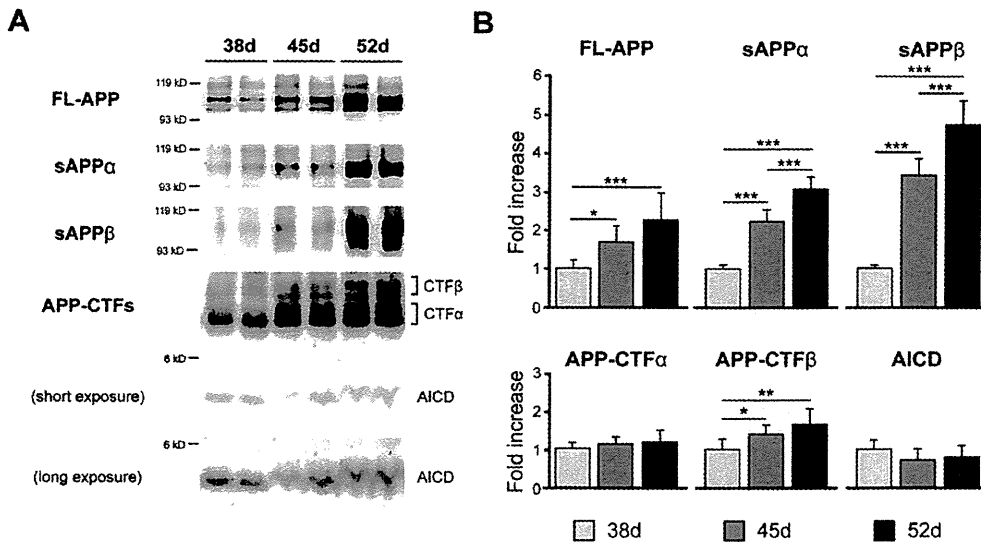 A
38d 45d 52d
FL-APP
119 kD
93 kD
sAPPα
119 kD
93 kD
sAPPβ
119 kD
93 kD
APP-CTFs
CTFβ
CTFα
6 kD
(short exposure)
AICD
6 kD
(long exposure)
AICD
B
FL-APP sAPPα sAPPβ
Fold increase
6
5
4
3
2
1
0
* ***
*** *** ***
*** *** ***
APP-CTFα APP-CTFβ AICD
Fold increase
3
2
1
0
* **
38d 45d 52d